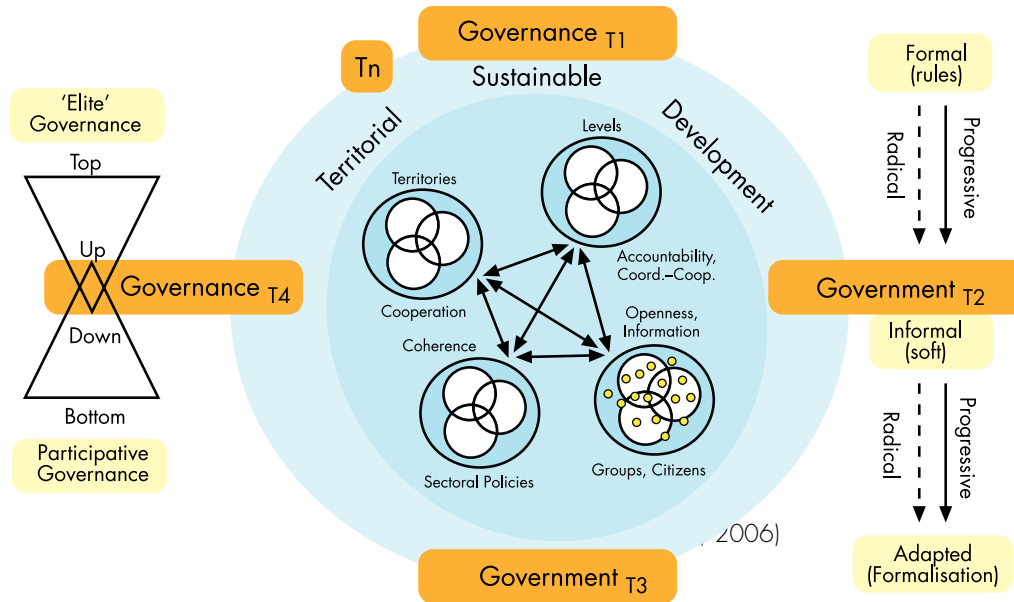 Governance T1
Tn
Sustainable
Territorial
Development
'Elite'
Governance
Top
Up
Governance T4
Down
Bottom
Participative
Governance
Levels
Territories
Accountability,
Coord.–Coop.
Cooperation
Openness,
Information
Coherence
Sectoral Policies
Groups, Citizens
2006)
Government T3
Formal
(rules)
Radical
Progressive
Government T2
Informal
(soft)
Radical
Progressive
Adapted
(Formalisation)